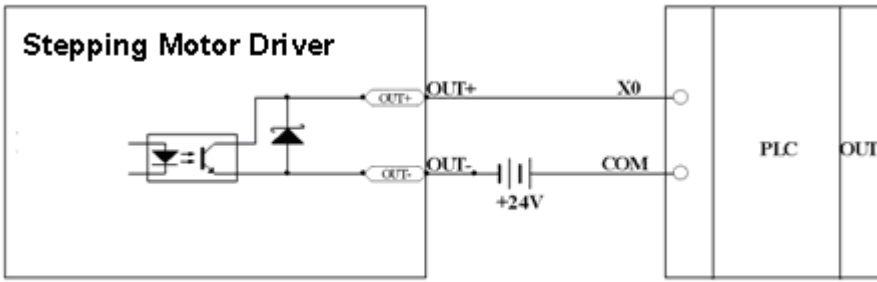 Stepping Motor Driver
OUT+ OUT+ X0
OUT- OUT- COM
+24V
PLC OUT